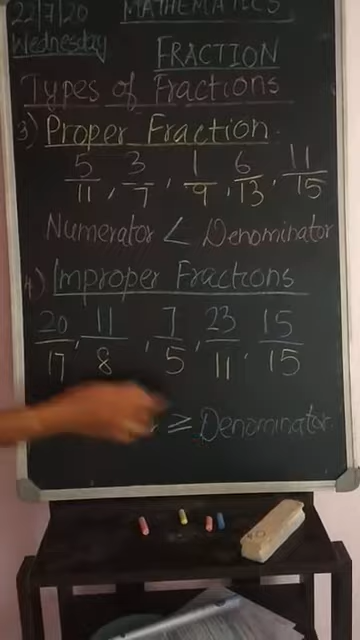 22/7/20 MATHEMATICS
Wednesday FRACTION
Types of Fractions
3) Proper Fraction
5/11, 3/7, 1/9, 6/13, 11/15
Numerator < Denominator
4) Improper Fractions
20/17, 11/8, 7/5, 23/11, 15/15
≥ Denominator